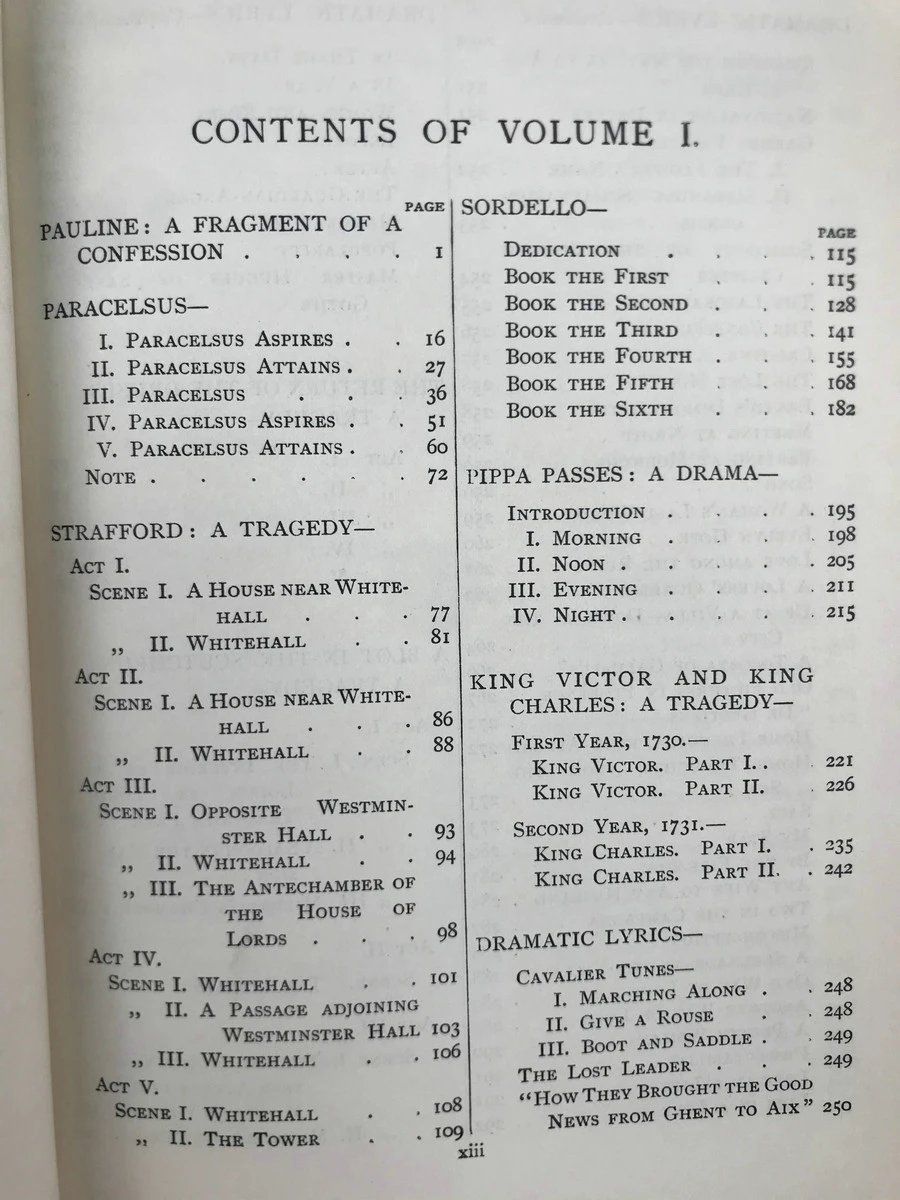 CONTENTS OF VOLUME I.
PAGE
PAULINE: A FRAGMENT OF A
CONFESSION . . . . 1
PARACELSUS—
I. PARACELSUS ASPIRES . . 16
II. PARACELSUS ATTAINS . . 27
III. PARACELSUS . . . 36
IV. PARACELSUS ASPIRES . . 51
V. PARACELSUS ATTAINS . . 60
NOTE . . . . . . 72
STRAFFORD: A TRAGEDY—
ACT I.
SCENE I. A HOUSE NEAR WHITE-
HALL . . . 77
„ II. WHITEHALL . . 81
ACT II.
SCENE I. A HOUSE NEAR WHITE-
HALL . . . 86
„ II. WHITEHALL . . 88
ACT III.
SCENE I. OPPOSITE WESTMIN-
STER HALL . . 93
„ II. WHITEHALL . . 94
„ III. THE ANTECHAMBER OF
THE HOUSE OF
LORDS . . . 98
ACT IV.
SCENE I. WHITEHALL . . 101
„ II. A PASSAGE ADJOINING
WESTMINSTER HALL 103
„ III. WHITEHALL . . 106
ACT V.
SCENE I. WHITEHALL . . 108
„ II. THE TOWER . . 109
SORDELLO—
PAGE
DEDICATION . . . 115
BOOK THE FIRST . . 115
BOOK THE SECOND . . 128
BOOK THE THIRD . . 141
BOOK THE FOURTH . . 155
BOOK THE FIFTH . . 168
BOOK THE SIXTH . . 182
PIPPA PASSES: A DRAMA—
INTRODUCTION . . . 195
I. MORNING . . . 198
II. NOON . . . . 205
III. EVENING . . . 211
IV. NIGHT . . . . 215
KING VICTOR AND KING
CHARLES: A TRAGEDY—
FIRST YEAR, 1730.—
KING VICTOR. PART I. . 221
KING VICTOR. PART II. 226
SECOND YEAR, 1731.—
KING CHARLES. PART I. . 235
KING CHARLES. PART II. . 242
DRAMATIC LYRICS—
CAVALIER TUNES—
I. MARCHING ALONG . . 248
II. GIVE A ROUSE . . 248
III. BOOT AND SADDLE . . 249
THE LOST LEADER . . . 249
“HOW THEY BROUGHT THE GOOD
NEWS FROM GHENT TO AIX” 250
xiii